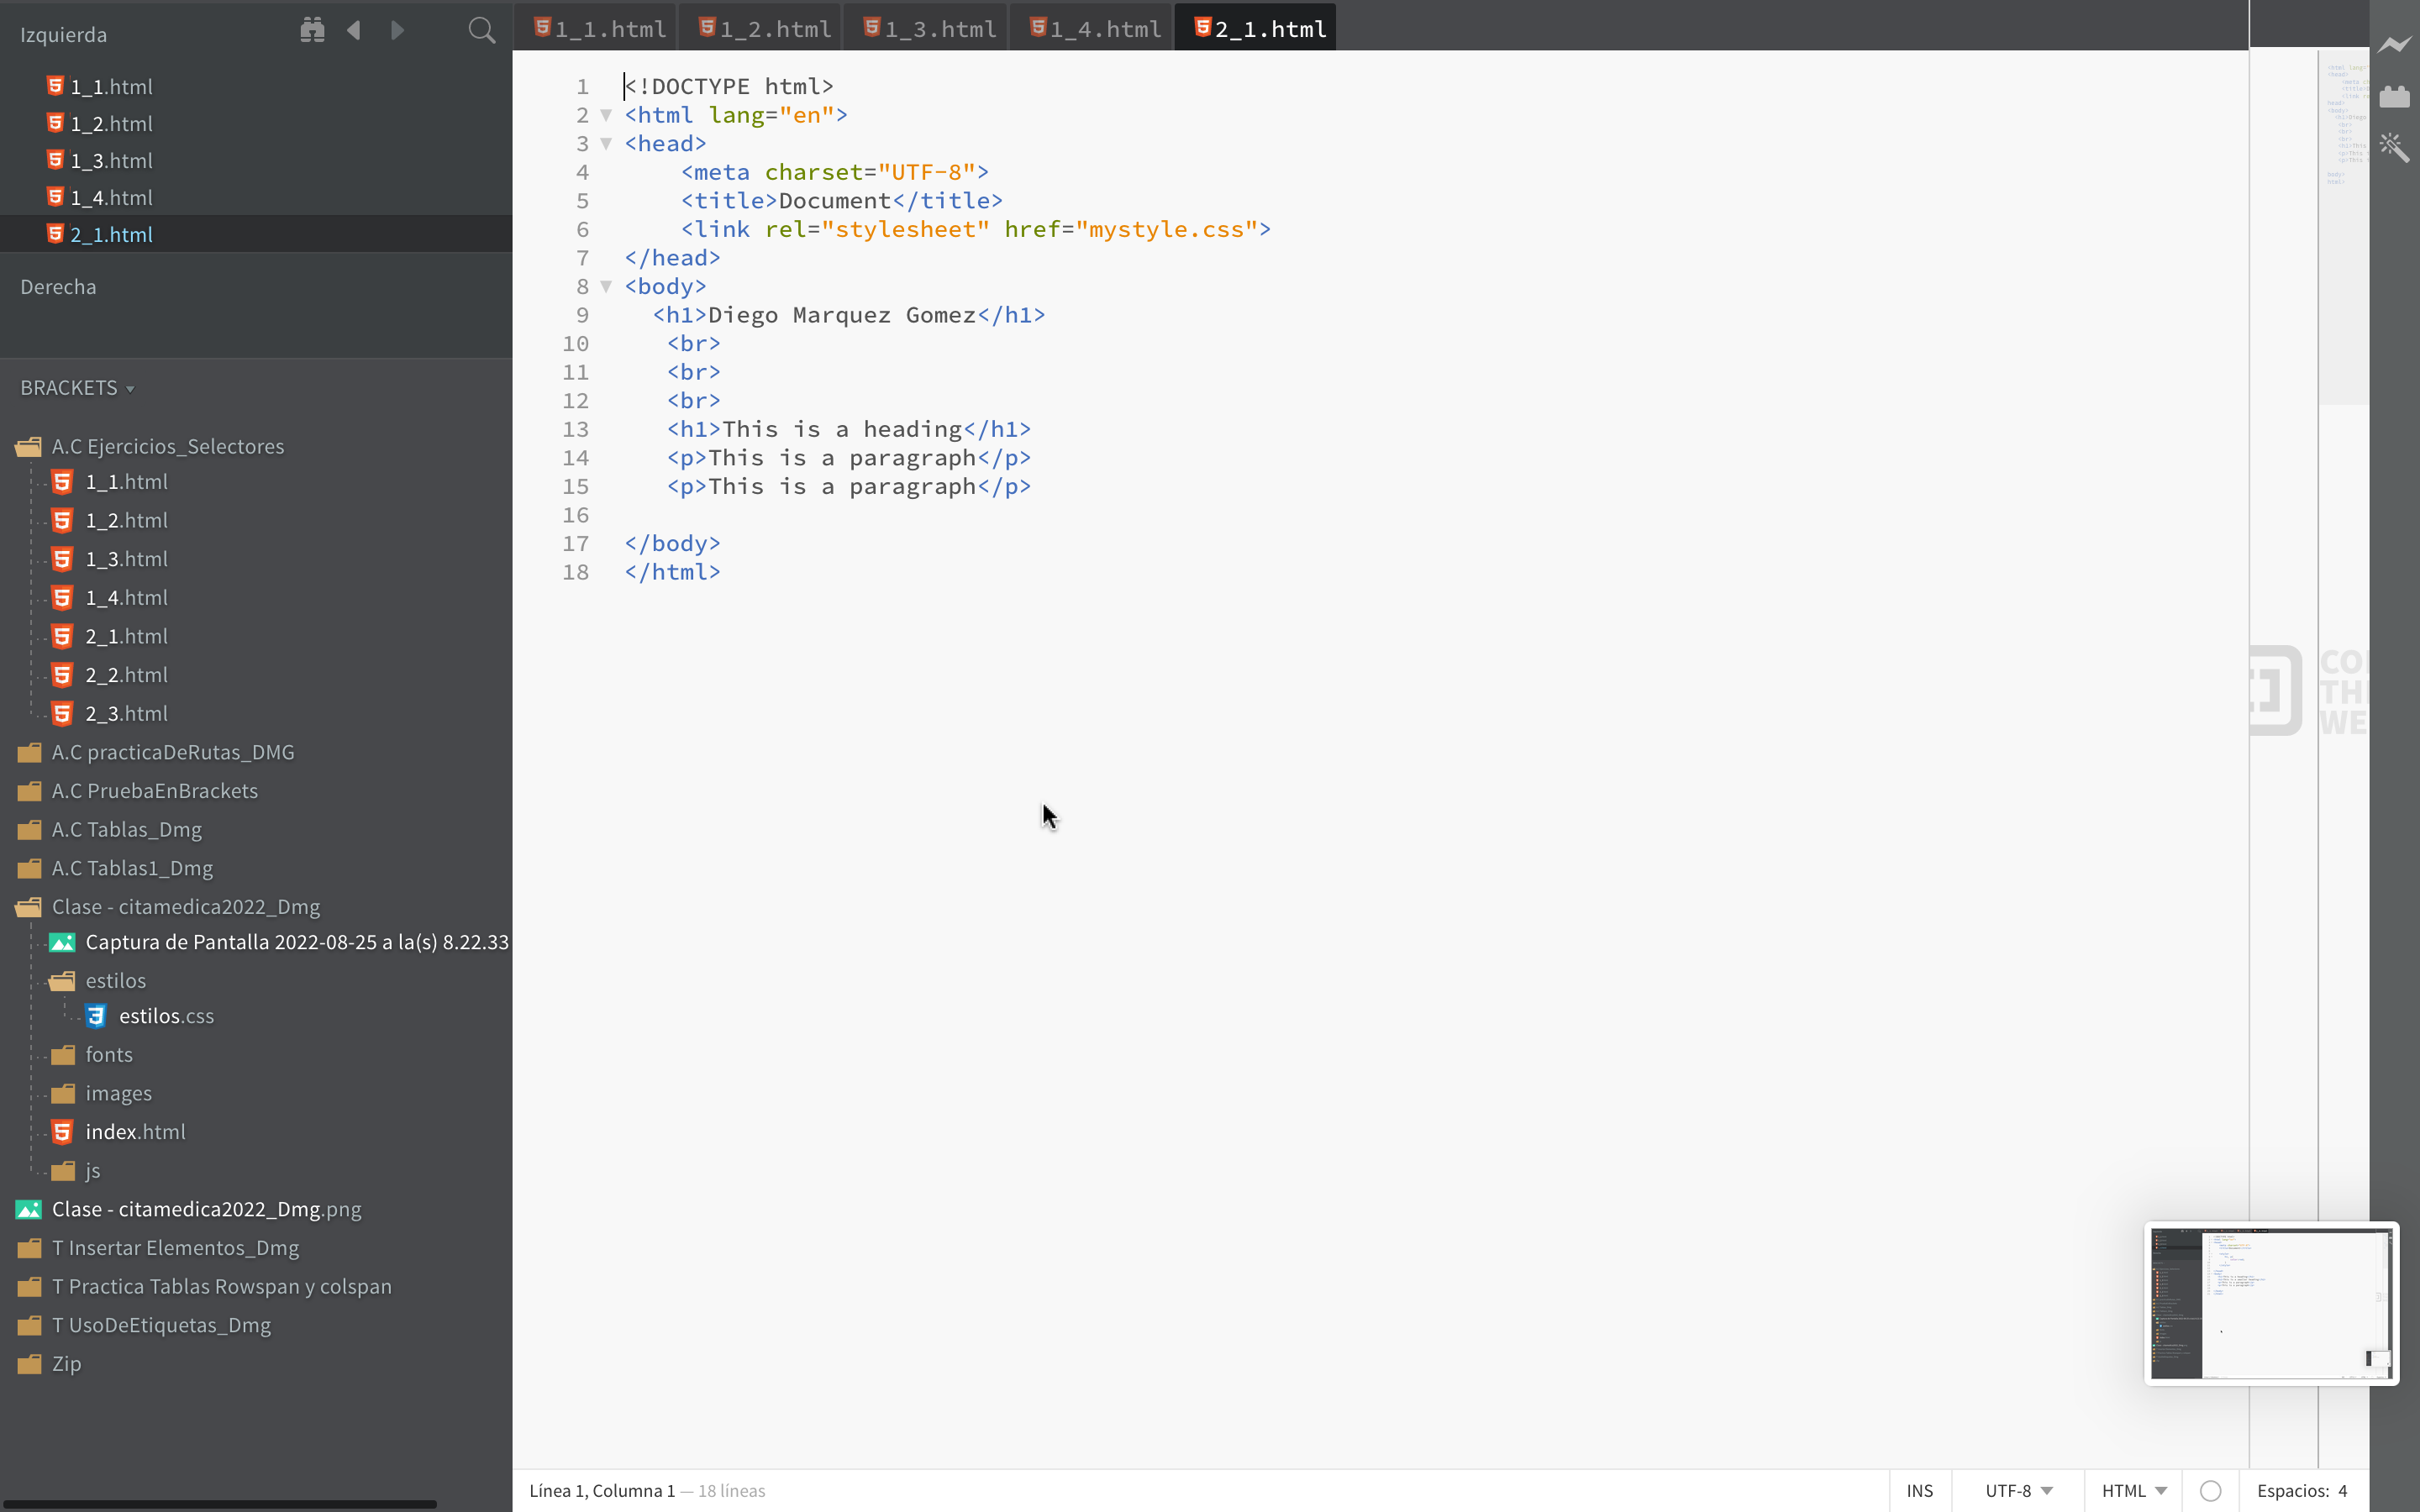 Izquierda
1_1.html
1_2.html
1_3.html
1_4.html
2_1.html
Derecha
BRACKETS
A.C Ejercicios_Selectores
1_1.html
1_2.html
1_3.html
1_4.html
2_1.html
2_2.html
2_3.html
A.C practicaDeRutas_DMG
A.C PruebaEnBrackets
A.C Tablas_Dmg
A.C Tablas1_Dmg
Clase - citamedica2022_Dmg
Captura de Pantalla 2022-08-25 a la(s) 8.22.33
estilos
estilos.css
fonts
images
index.html
js
Clase - citamedica2022_Dmg.png
T Insertar Elementos_Dmg
T Practica Tablas Rowspan y colspan
T UsoDeEtiquetas_Dmg
Zip
1_1.html 1_2.html 1_3.html 1_4.html 2_1.html
1 <!DOCTYPE html>
2 <html lang="en">
3 <head>
4 <meta charset="UTF-8">
5 <title>Document</title>
6 <link rel="stylesheet" href="mystyle.css">
7 </head>
8 <body>
9 <h1>Diego Marquez Gomez</h1>
10 <br>
11 <br>
12 <br>
13 <h1>This is a heading</h1>
14 <p>This is a paragraph</p>
15 <p>This is a paragraph</p>
16
17 </body>
18 </html>
Línea 1, Columna 1 — 18 líneas
INS UTF-8 HTML Espacios: 4